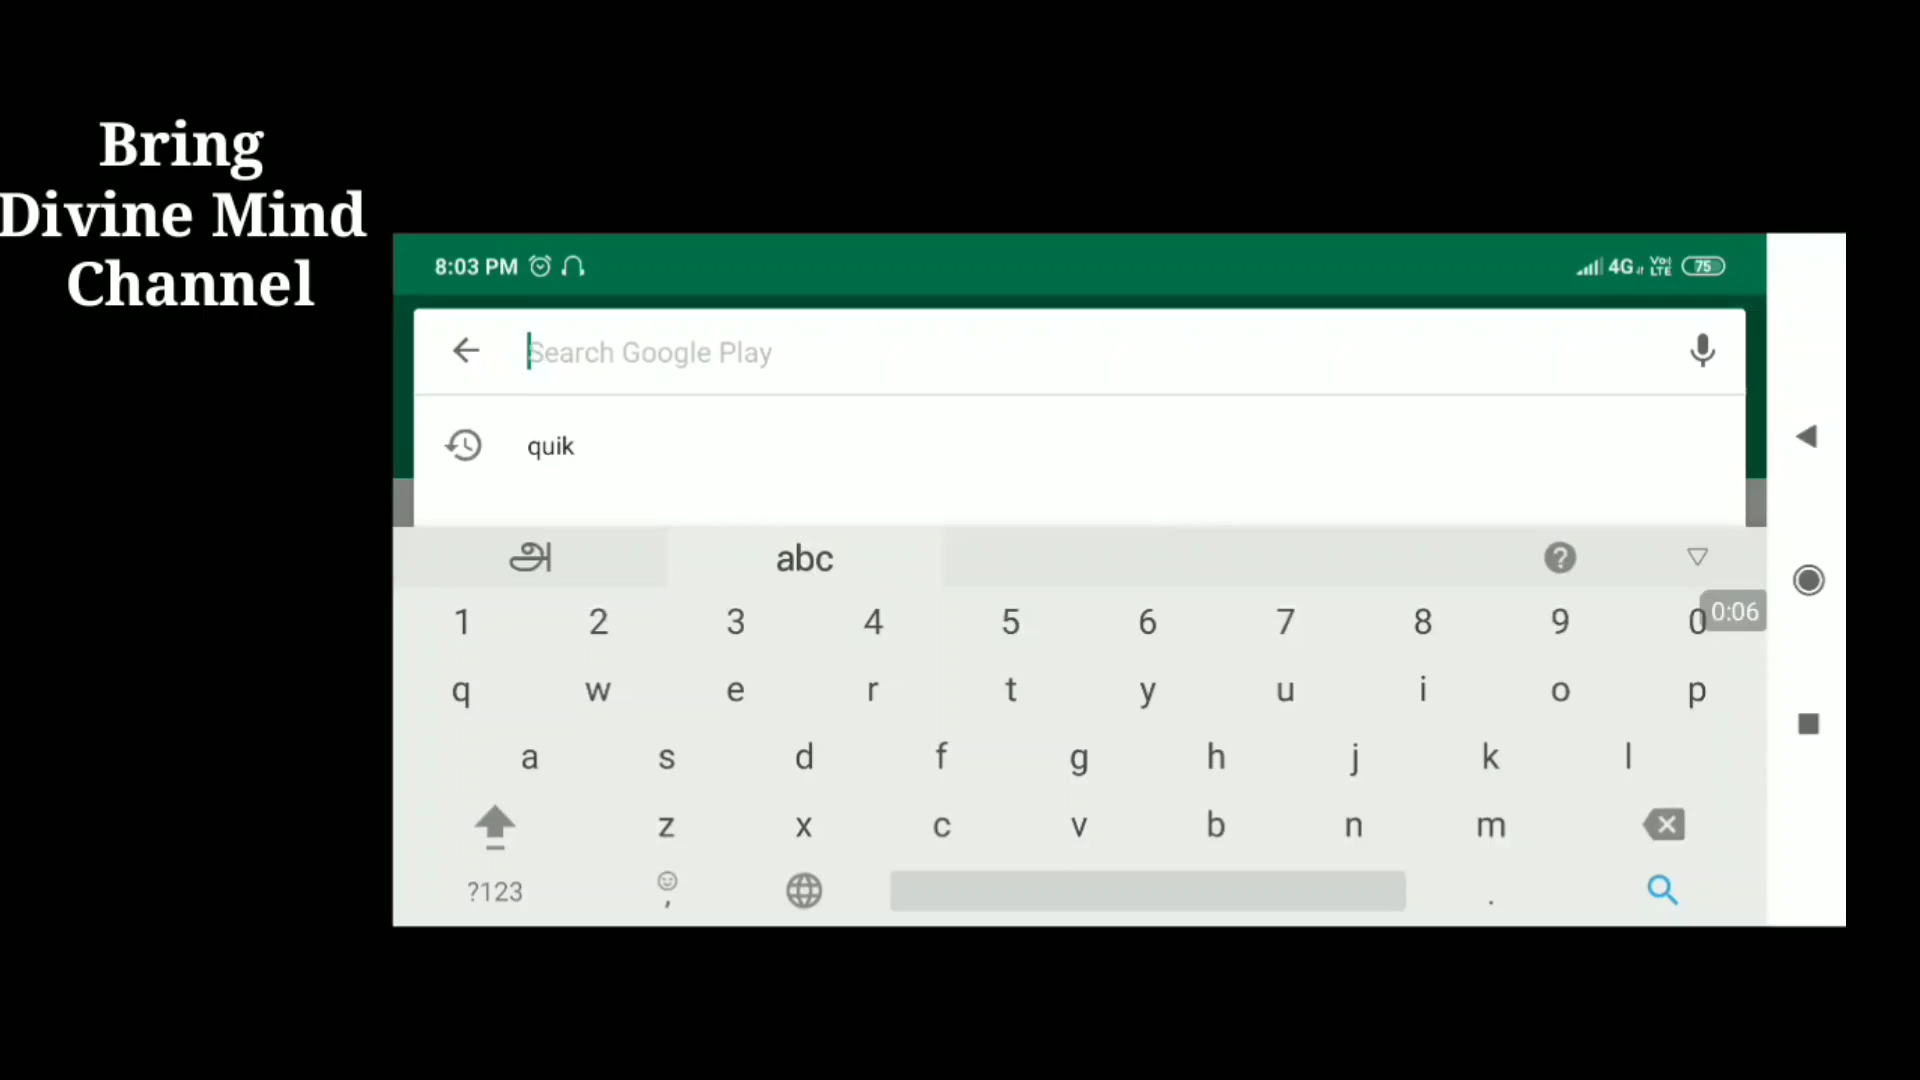 Bring
Divine Mind
Channel
8:03 PM 4G VoLTE 75
Search Google Play
quik
அ abc ?
1 2 3 4 5 6 7 8 9 0
0:06
q w e r t y u i o p
a s d f g h j k l
z x c v b n m
?123 , .